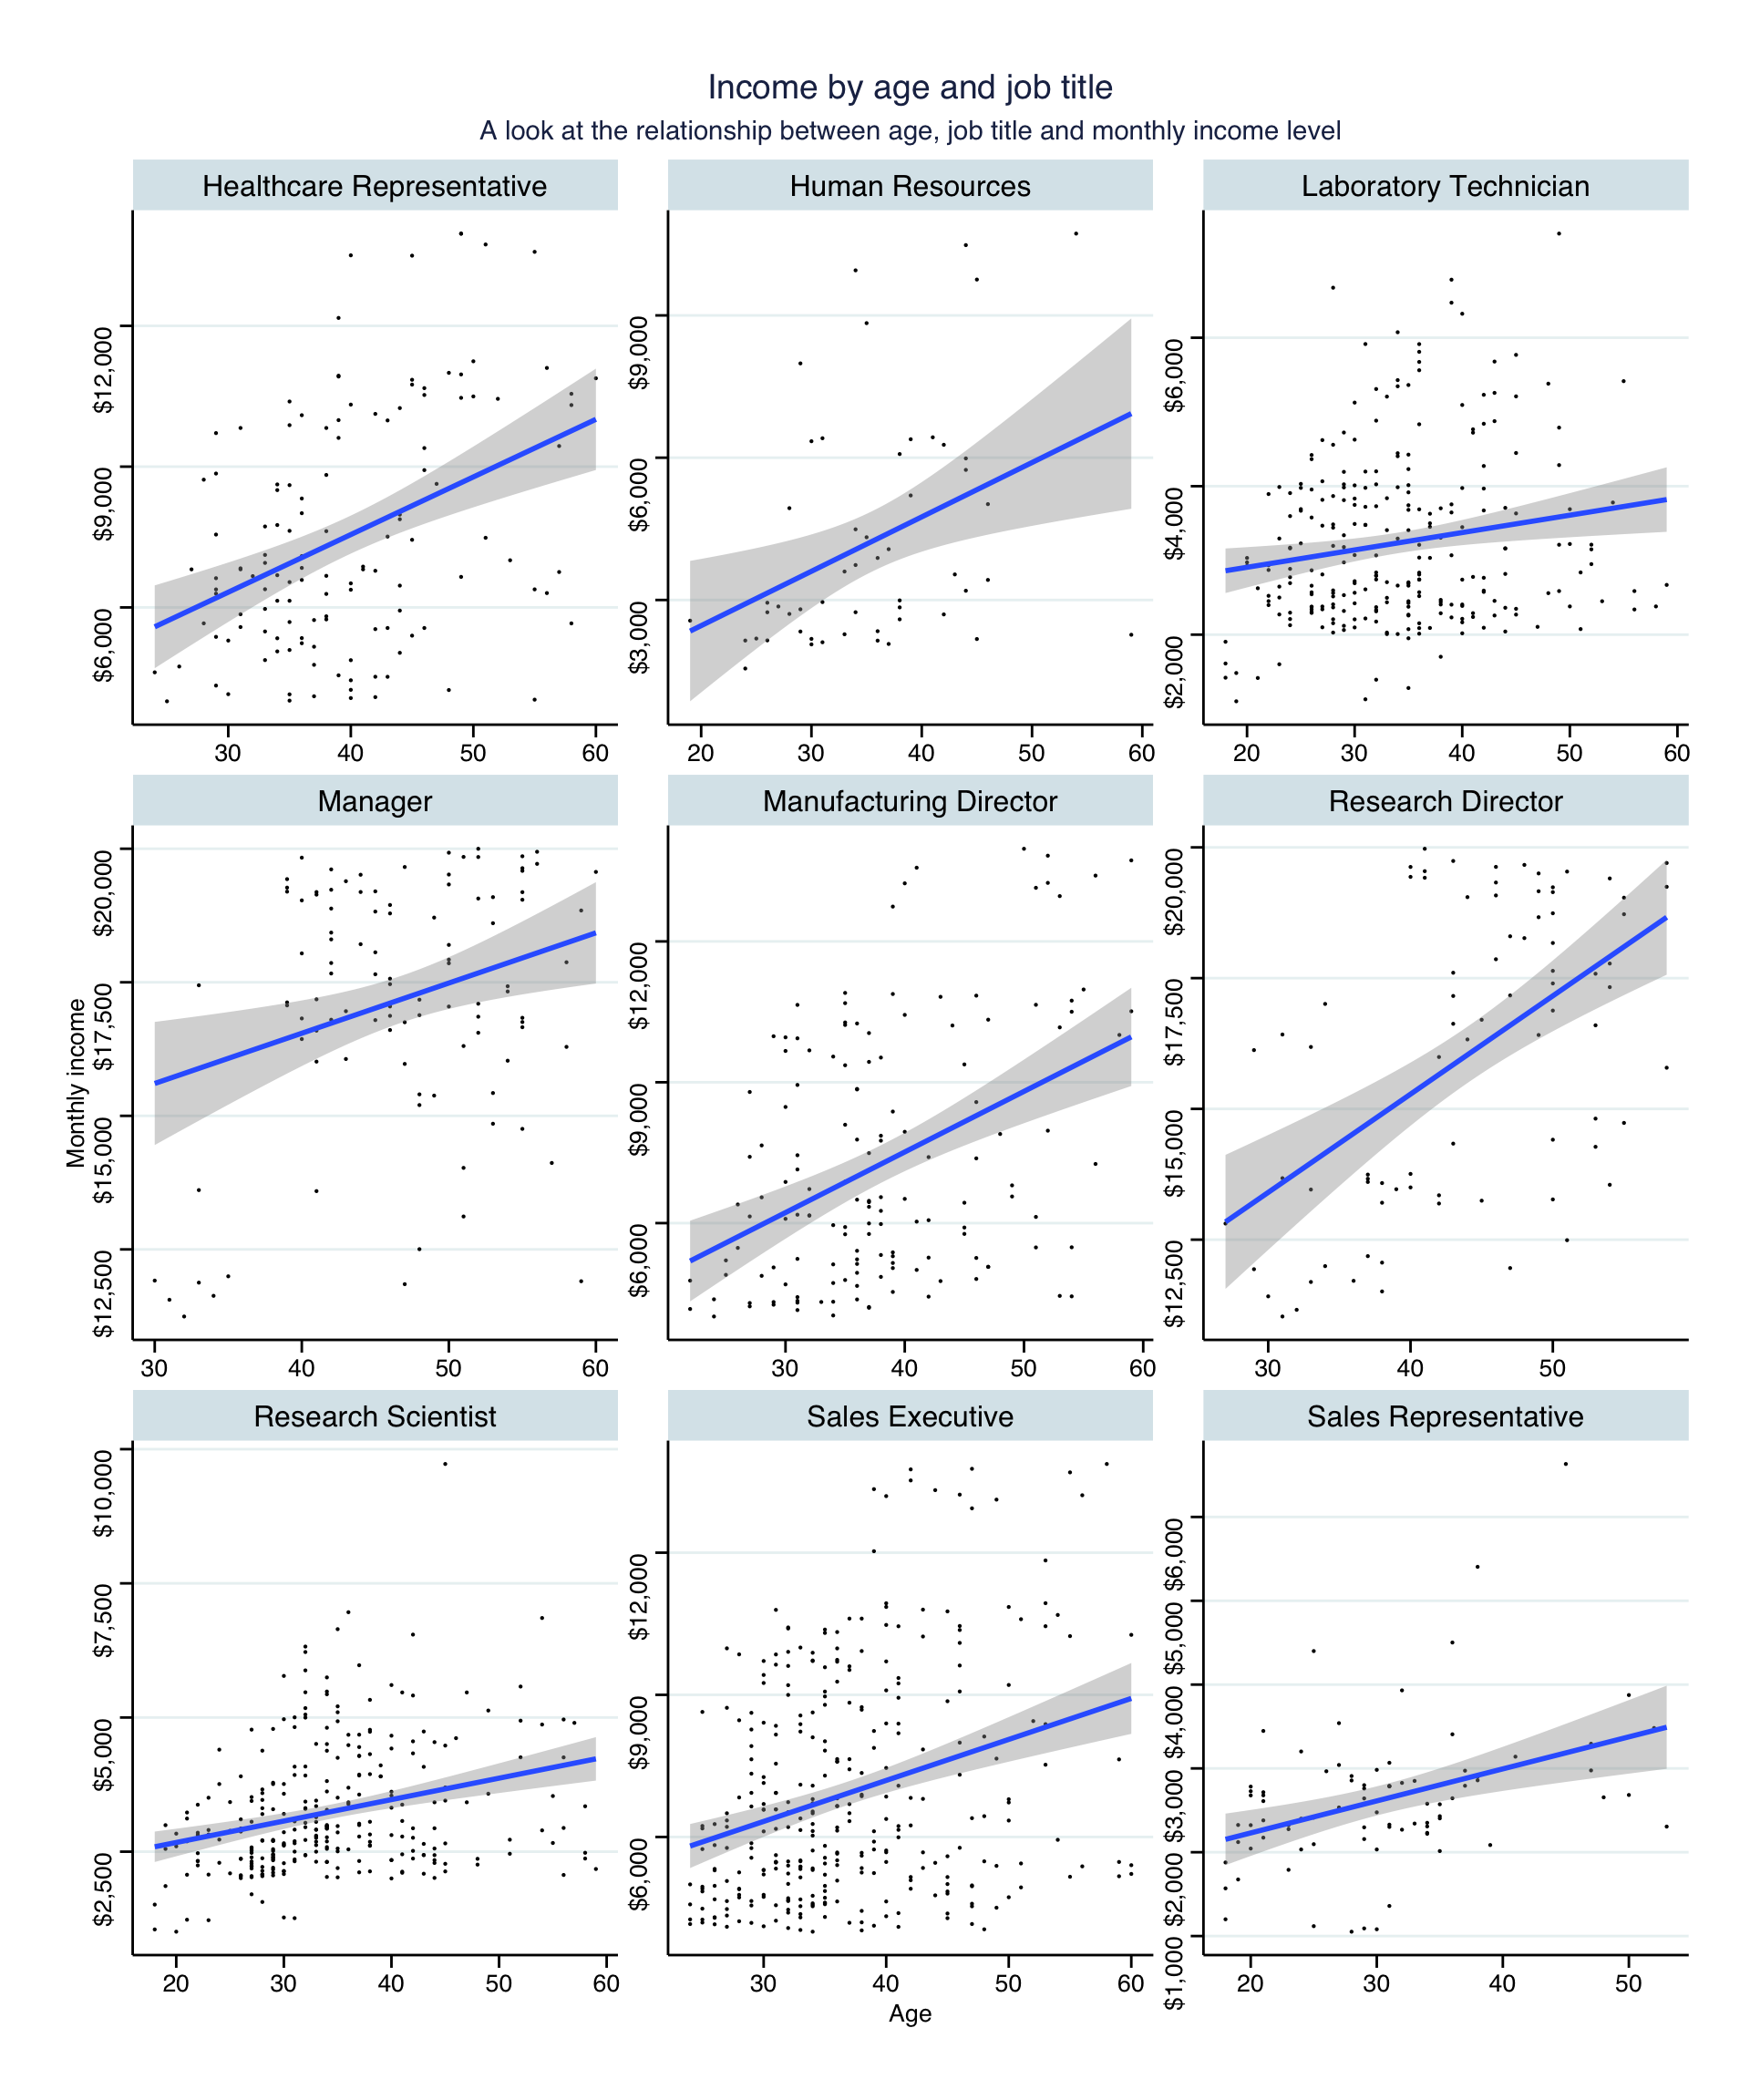 Income by age and job title
A look at the relationship between age, job title and monthly income level
Healthcare Representative
$12,000
$9,000
$6,000
30 40 50 60
Human Resources
$9,000
$6,000
$3,000
20 30 40 50 60
Laboratory Technician
$6,000
$4,000
$2,000
20 30 40 50 60
Monthly income
Manager
$20,000
$17,500
$15,000
$12,500
30 40 50 60
Manufacturing Director
$12,000
$9,000
$6,000
30 40 50 60
Research Director
$20,000
$17,500
$15,000
$12,500
30 40 50
Research Scientist
$10,000
$7,500
$5,000
$2,500
20 30 40 50 60
Sales Executive
$12,000
$9,000
$6,000
30 40 50 60
Sales Representative
$6,000
$5,000
$4,000
$3,000
$2,000
$1,000
20 30 40 50
Age